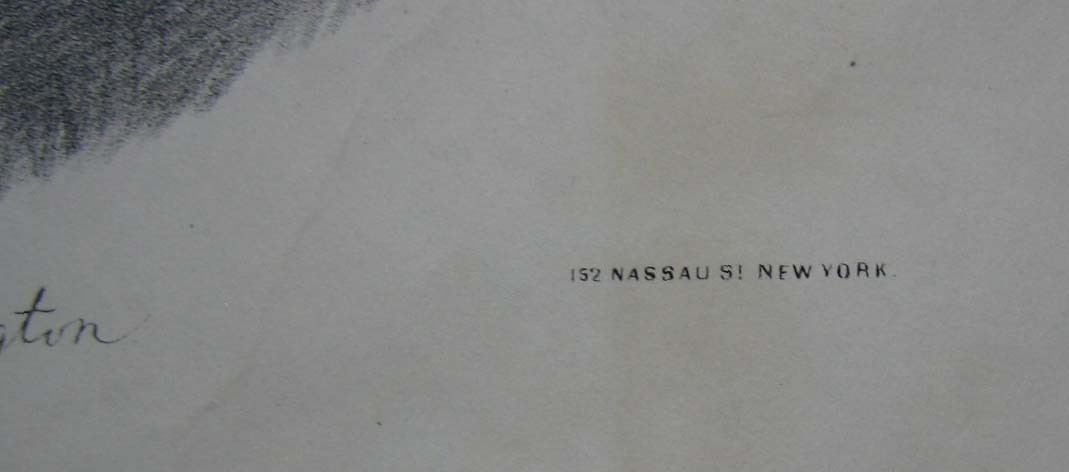 gton
152 NASSAU ST. NEW YORK.